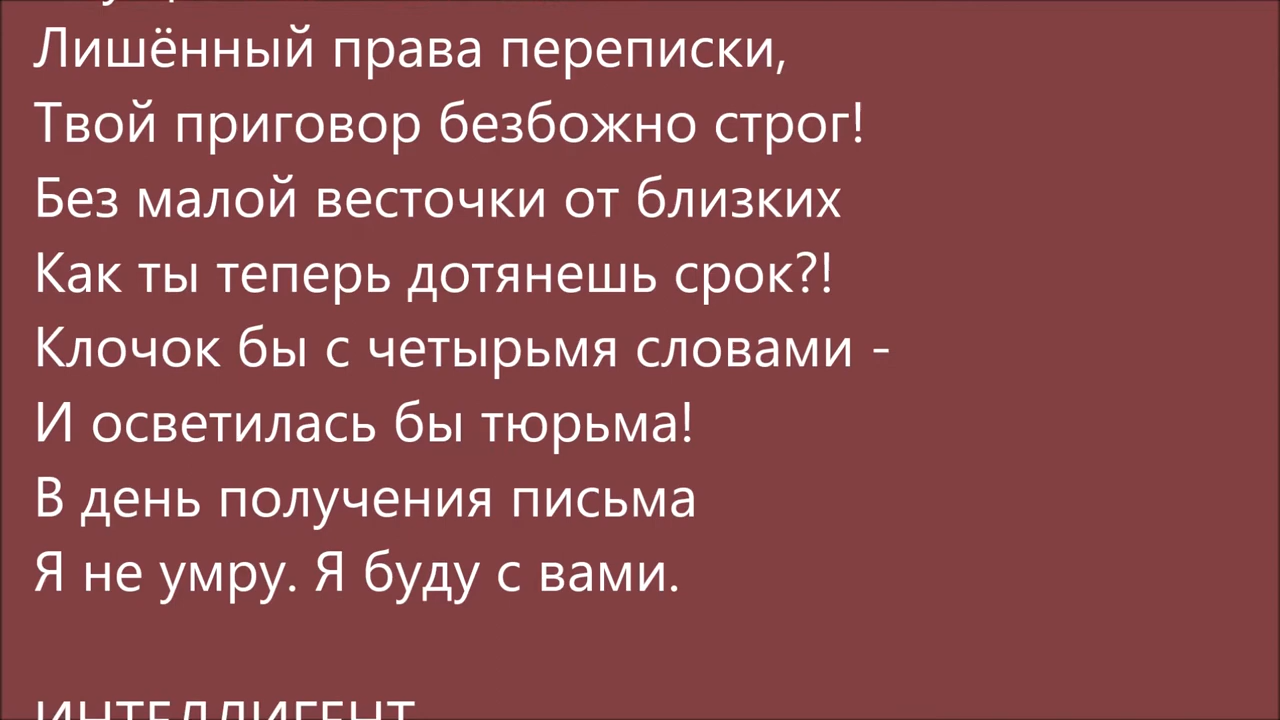 Лишённый права переписки,
Твой приговор безбожно строг!
Без малой весточки от близких
Как ты теперь дотянешь срок?!
Клочок бы с четырьмя словами -
И осветилась бы тюрьма!
В день получения письма
Я не умру. Я буду с вами.
ИНТЕЛЛИГЕНТ